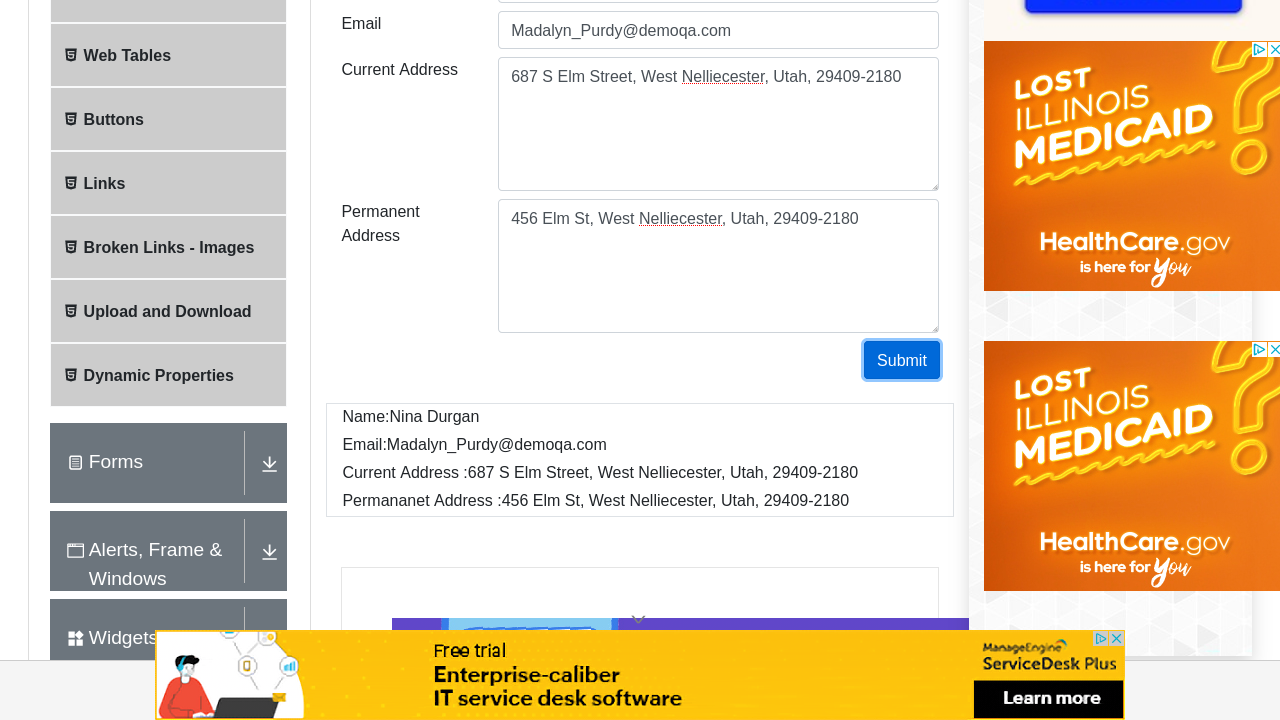 Email
Madalyn_Purdy@demoqa.com
Current Address
687 S Elm Street, West Nelliecester, Utah, 29409-2180
Permanent
Address
456 Elm St, West Nelliecester, Utah, 29409-2180
Submit
Name:Nina Durgan
Email:Madalyn_Purdy@demoqa.com
Current Address :687 S Elm Street, West Nelliecester, Utah, 29409-2180
Permananet Address :456 Elm St, West Nelliecester, Utah, 29409-2180
Web Tables
Buttons
Links
Broken Links - Images
Upload and Download
Dynamic Properties
Forms
Alerts, Frame &
Windows
Widgets
LOST
ILLINOIS
MEDICAID
?
HealthCare.gov
is here for You
LOST
ILLINOIS
MEDICAID
?
HealthCare.gov
is here for You
Free trial
Enterprise-caliber
IT service desk software
ManageEngine
ServiceDesk Plus
Learn more